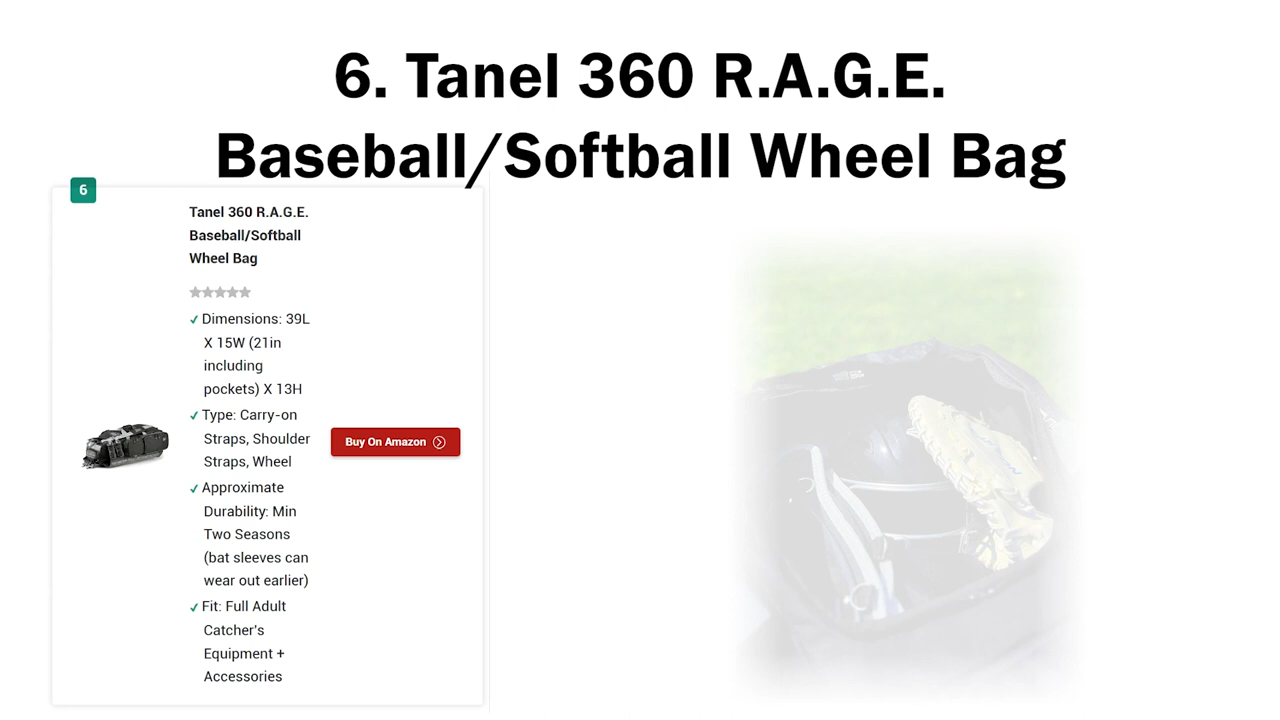 6. Tanel 360 R.A.G.E.
Baseball/Softball Wheel Bag
6
Tanel 360 R.A.G.E.
Baseball/Softball
Wheel Bag
Dimensions: 39L
X 15W (21in
including
pockets) X 13H
Type: Carry-on
Straps, Shoulder
Straps, Wheel
Approximate
Durability: Min
Two Seasons
(bat sleeves can
wear out earlier)
Fit: Full Adult
Catcher's
Equipment +
Accessories
Buy On Amazon